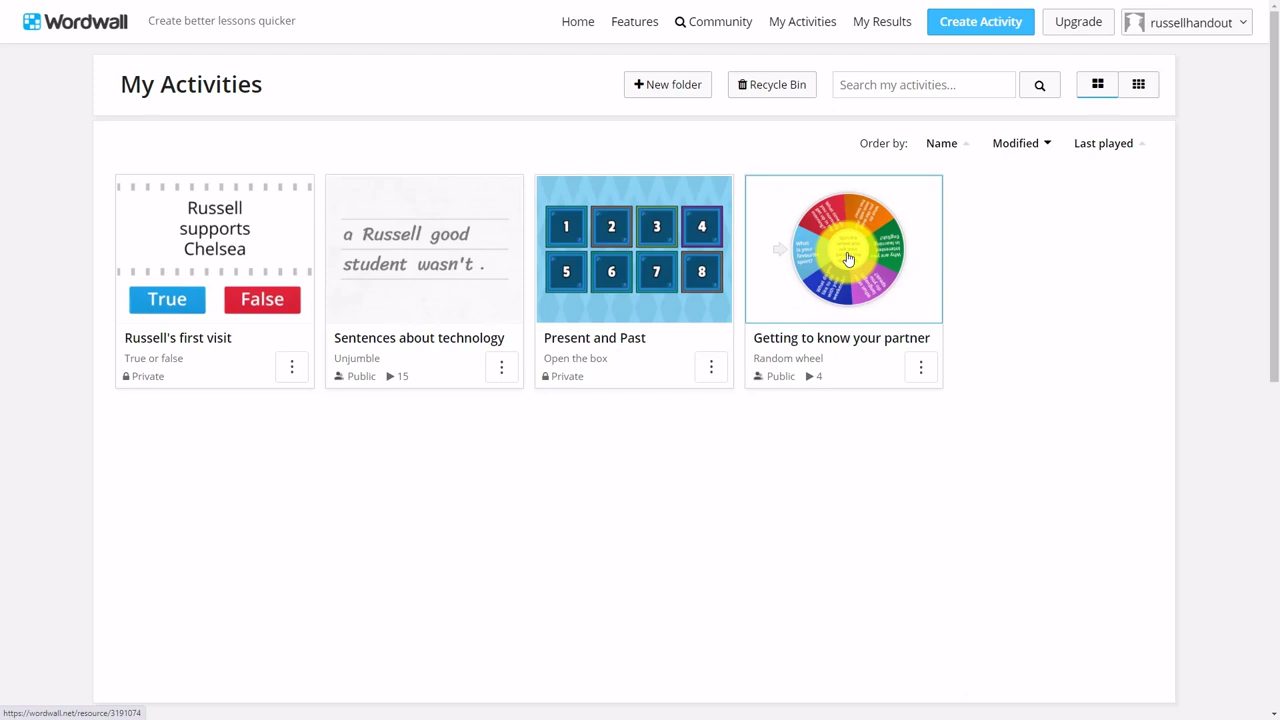 Wordwall
Create better lessons quicker
Home
Features
Community
My Activities
My Results
Create Activity
Upgrade
russellhandout
My Activities
New folder
Recycle Bin
Search my activities...
Order by:
Name
Modified
Last played
Russell
supports
Chelsea
True
False
Russell's first visit
True or false
Private
a Russell good
student wasn't .
Sentences about technology
Unjumble
Public
15
1
2
3
4
5
6
7
8
Present and Past
Open the box
Private
Getting to know your partner
Random wheel
Public
4
https://wordwall.net/resource/3191074